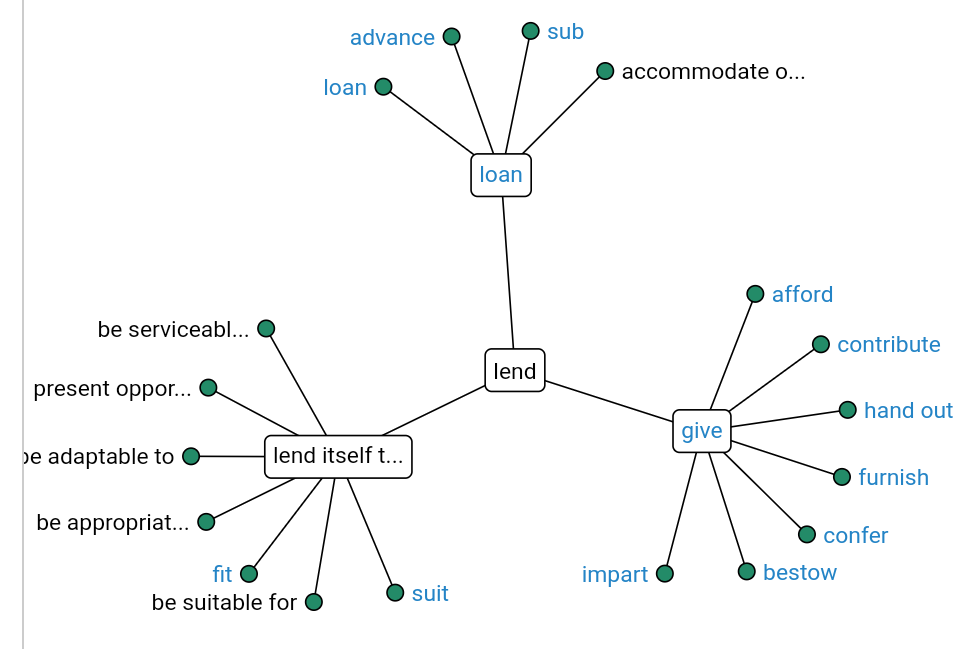 sub
advance
accommodate o...
loan
loan
afford
be serviceabl...
contribute
lend
present oppor...
hand out
give
lend itself t...
be adaptable to
furnish
be appropriat...
confer
bestow
fit
impart
suit
be suitable for